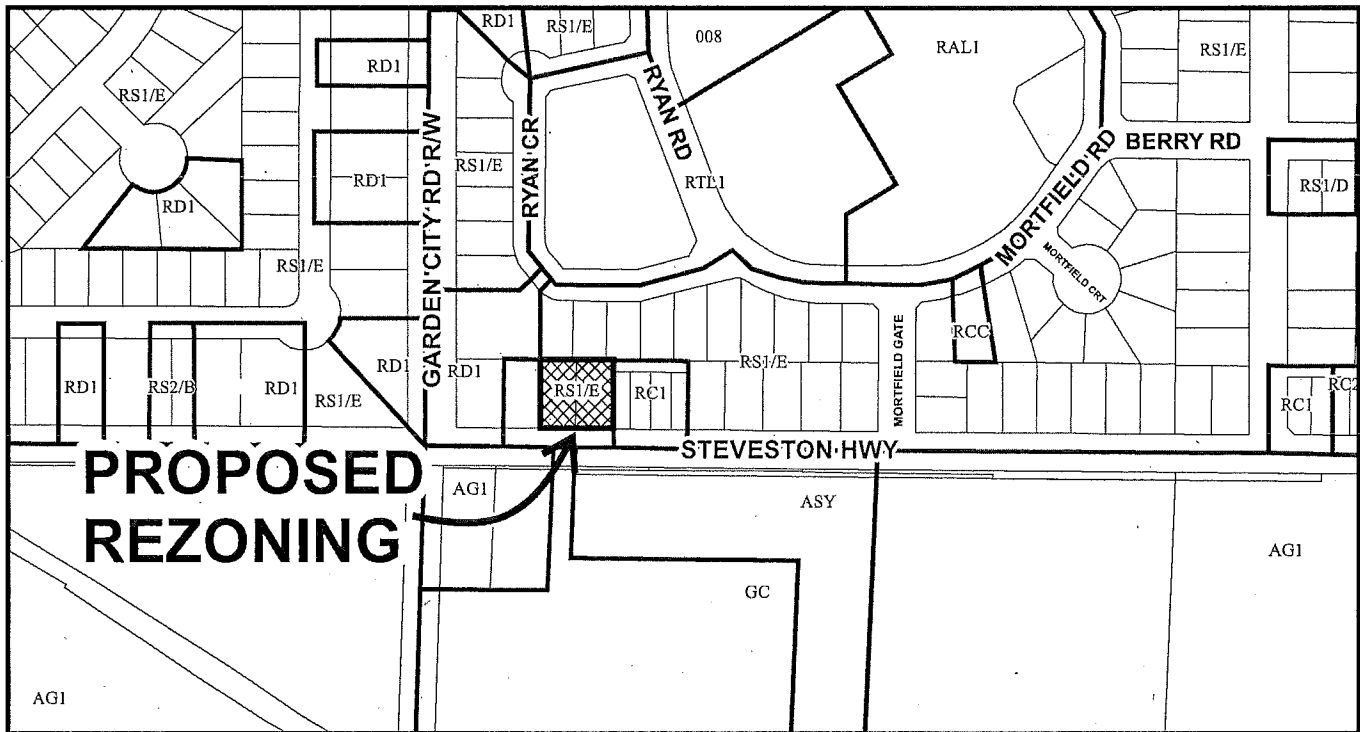 RD1
RS1/E
008
RAL1
RS1/E
RD1
RS1/E
RYAN RD
BERRY RD
GARDEN CITY RD R/W
RS1/E
RYAN CR
RD1
RTL1
MORTFIELD RD
RS1/D
RD1
RS1/E
MORTFIELD CRT
RCC
MORTFIELD GATE
RD1
RS2/B
RD1
RS1/E
RD1
RD1
RS1/E
RC1
RS1/E
RC1
RC2
STEVESTON HWY
PROPOSED
REZONING
AG1
ASY
AG1
GC
AG1